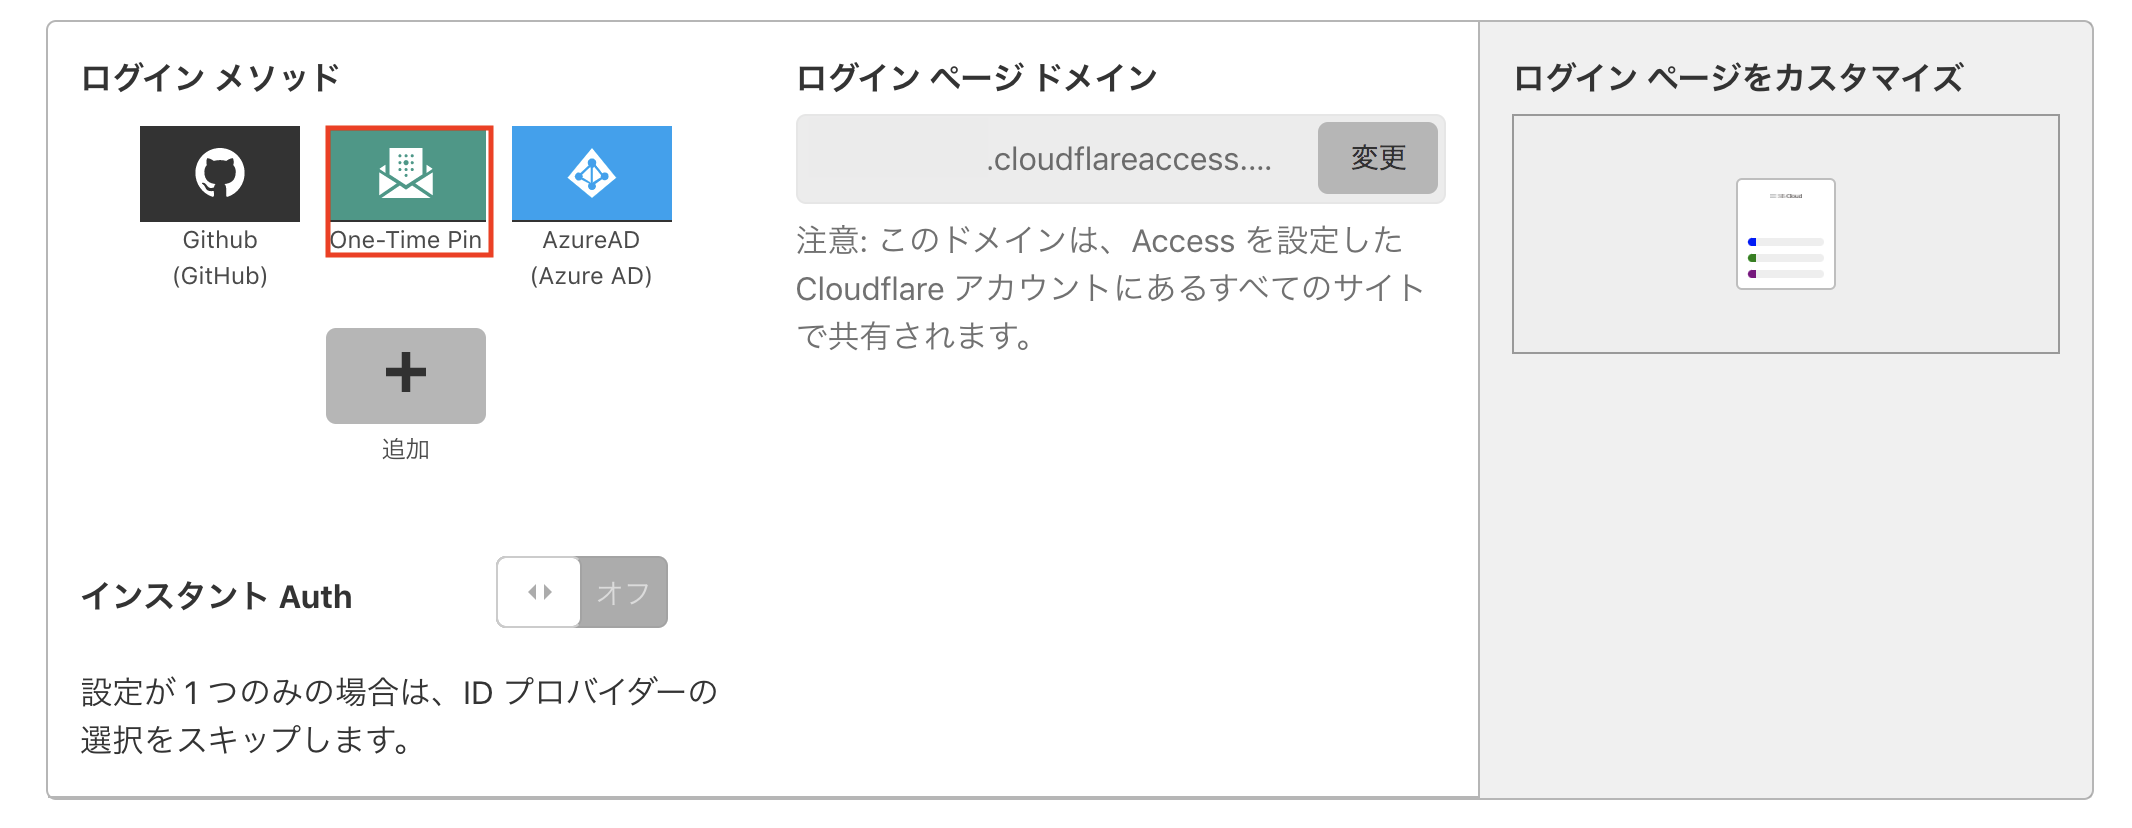 ログイン メソッド
Github
(GitHub)
One-Time Pin
AzureAD
(Azure AD)
追加
インスタント Auth
オフ
設定が 1 つのみの場合は、ID プロバイダーの
選択をスキップします。
ログイン ページ ドメイン
.cloudflareaccess....
変更
注意: このドメインは、Access を設定した
Cloudflare アカウントにあるすべてのサイト
で共有されます。
ログイン ページをカスタマイズ
Cloud